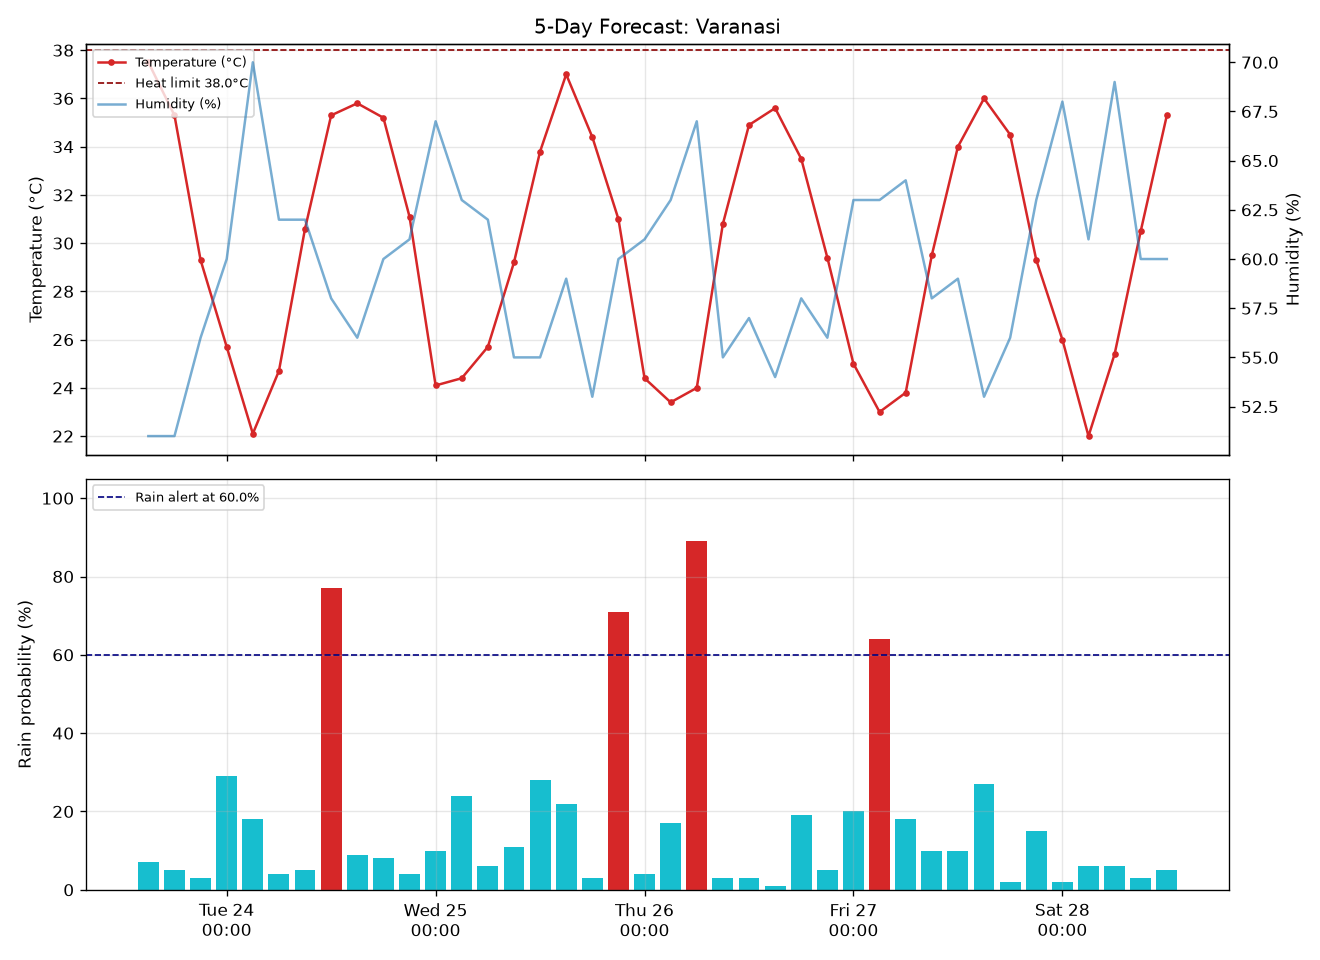 5-Day Forecast: Varanasi
Temperature (°C)
38
36
34
32
30
28
26
24
22
Temperature (°C)
Heat limit 38.0°C
Humidity (%)
70.0
67.5
65.0
62.5
60.0
57.5
55.0
52.5
Humidity (%)
Rain probability (%)
100
80
60
40
20
0
Rain alert at 60.0%
Tue 24
00:00
Wed 25
00:00
Thu 26
00:00
Fri 27
00:00
Sat 28
00:00